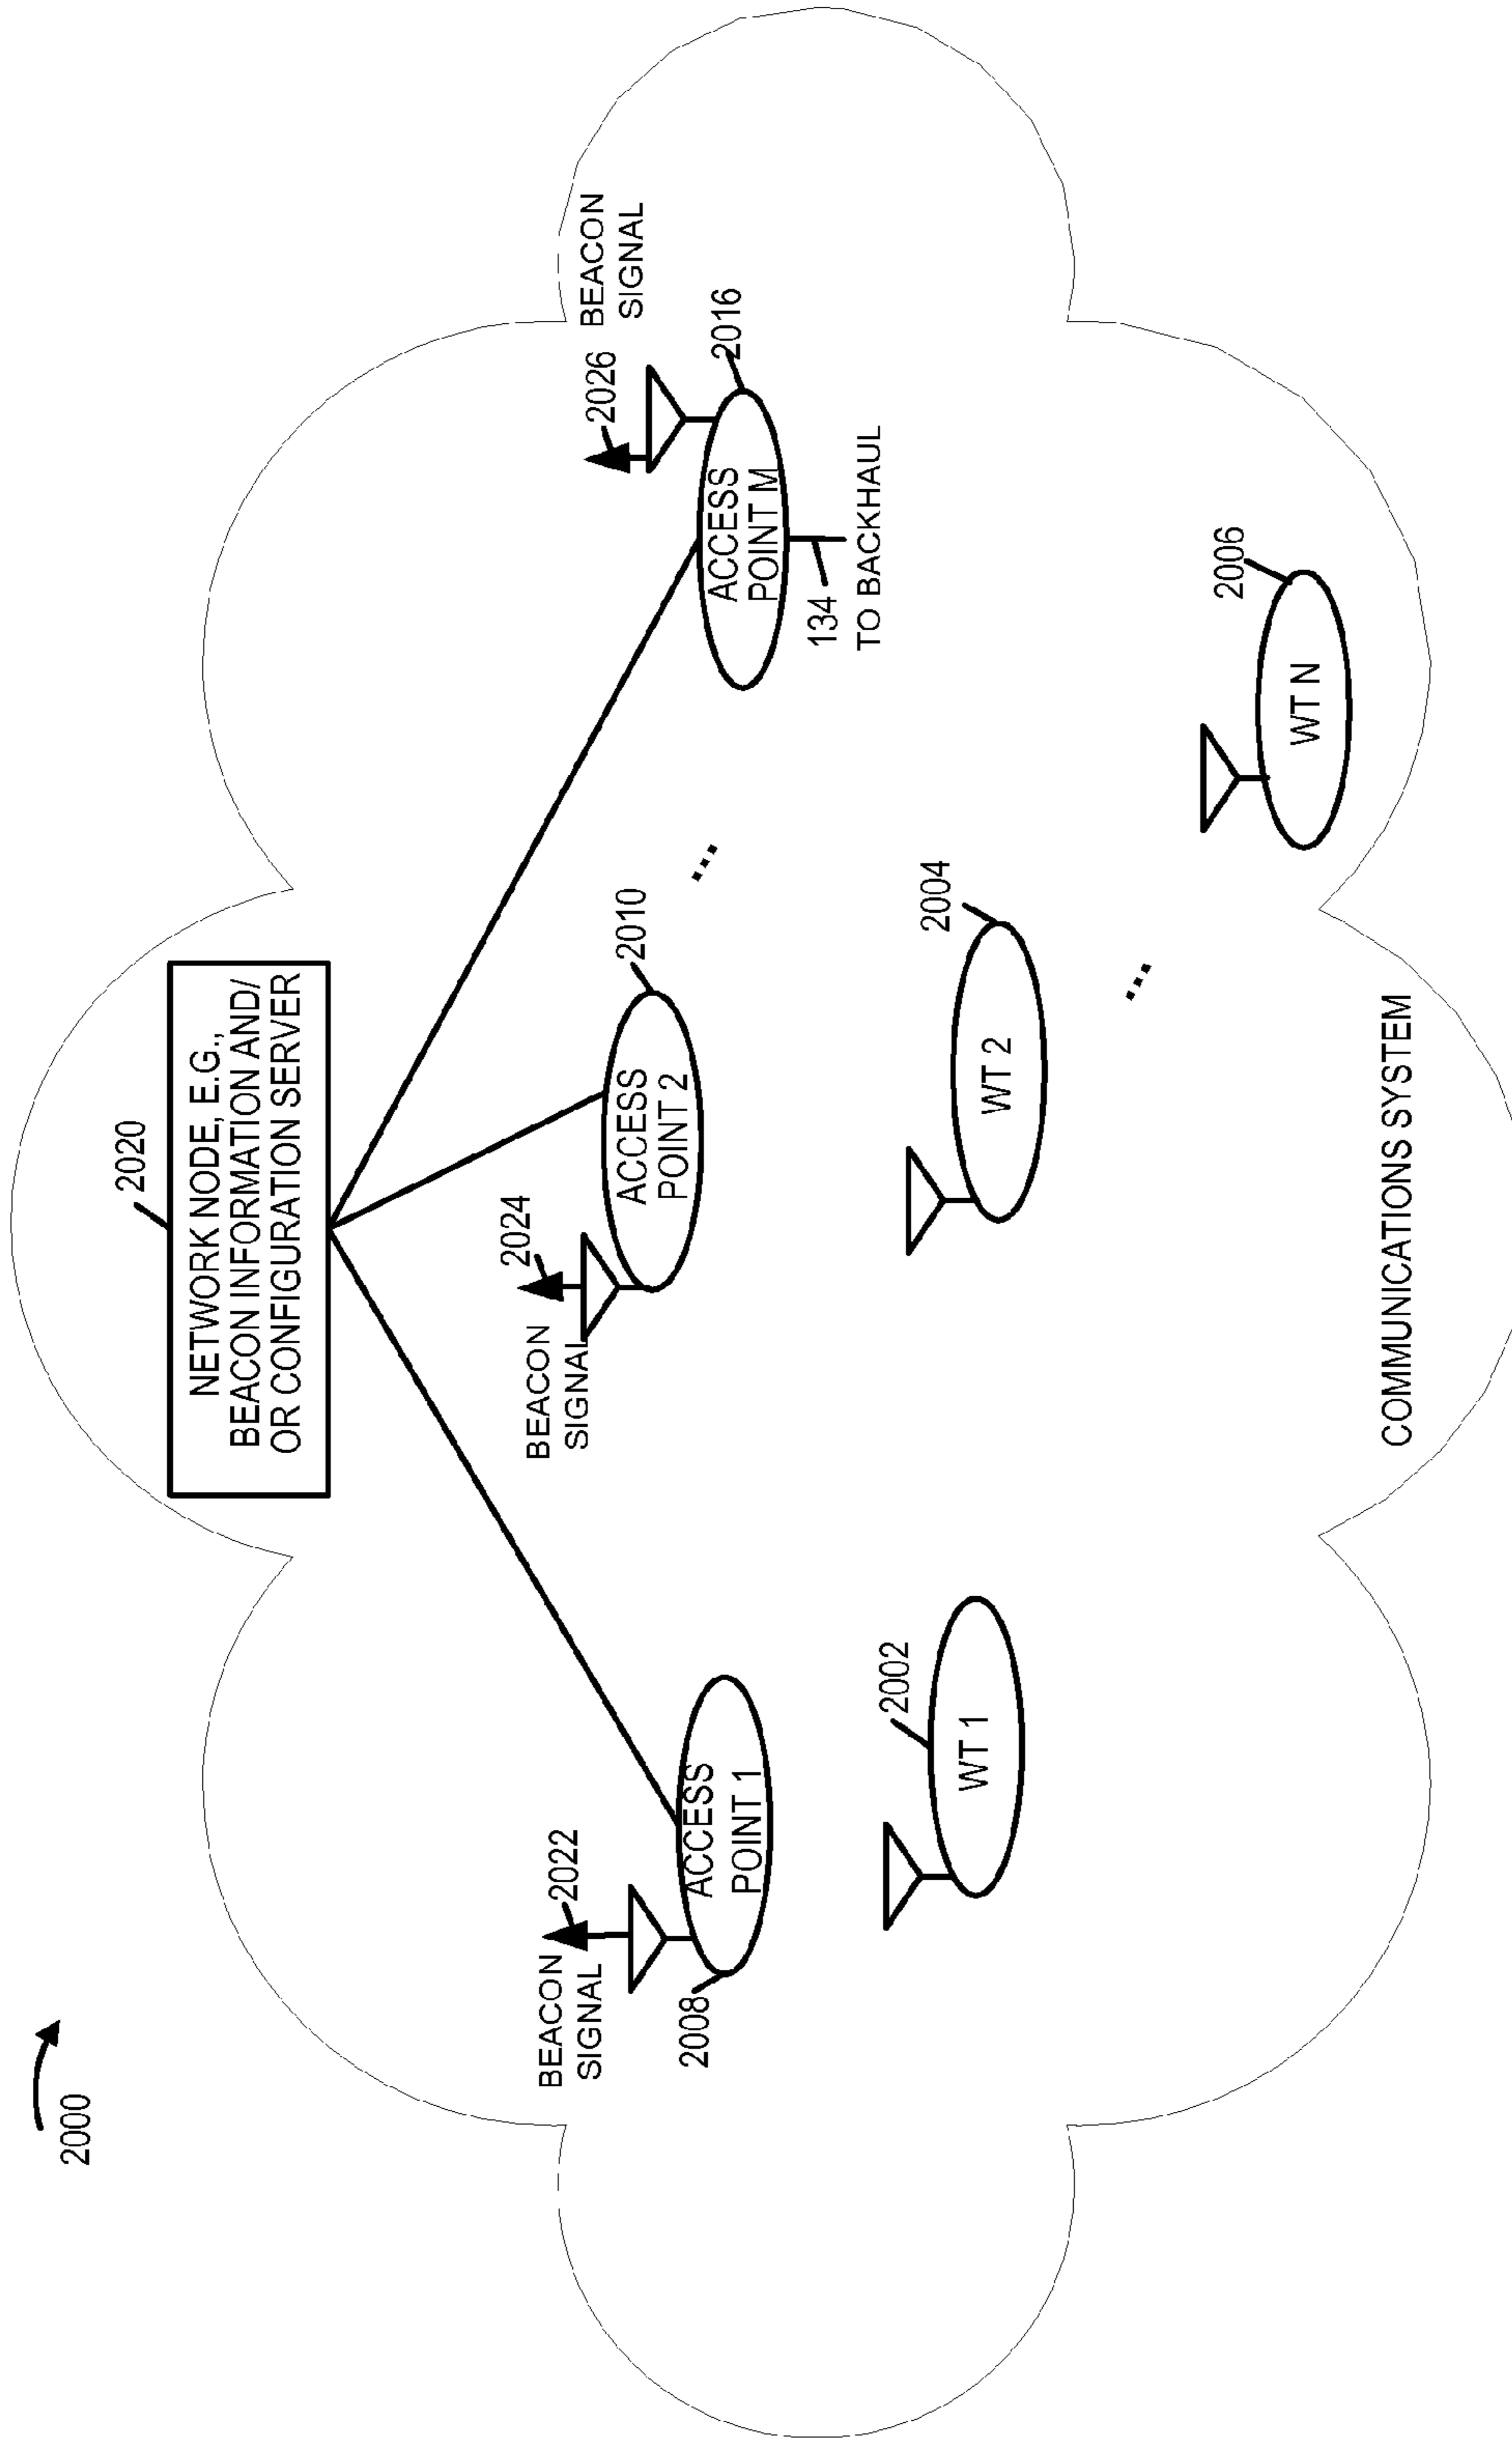 2000
2020
NETWORK NODE, E.G.,
BEACON INFORMATION AND/
OR CONFIGURATION SERVER
BEACON
SIGNAL
2022
2008
ACCESS
POINT 1
BEACON
SIGNAL
2024
2010
ACCESS
POINT 2
...
2026
BEACON
SIGNAL
2016
ACCESS
POINT M
134
TO BACKHAUL
2002
WT 1
2004
WT 2
...
2006
WT N
COMMUNICATIONS SYSTEM